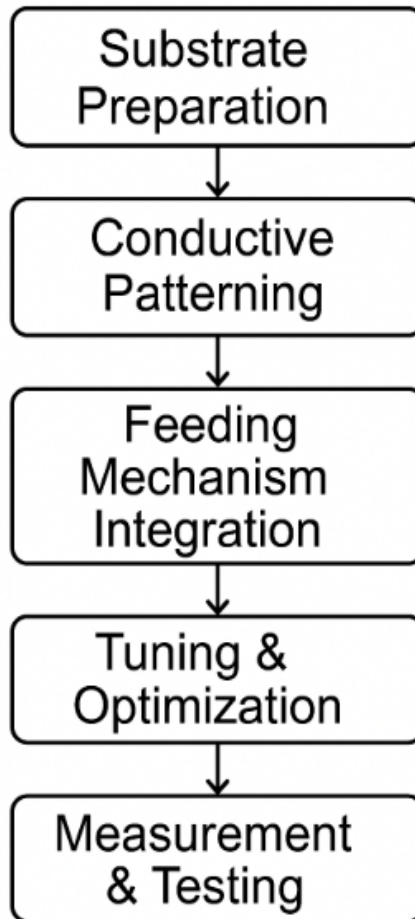 Substrate
Preparation
Conductive
Patterning
Feeding
Mechanism
Integration
Tuning &
Optimization
Measurement
& Testing